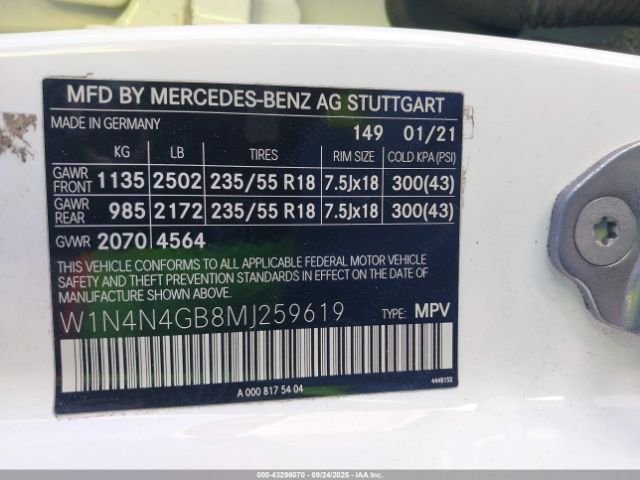 MFD BY MERCEDES-BENZ AG STUTTGART
MADE IN GERMANY 149 01/21
KG LB TIRES RIM SIZE COLD KPA (PSI)
GAWR FRONT 1135 2502 235/55 R18 7.5Jx18 300(43)
GAWR REAR 985 2172 235/55 R18 7.5Jx18 300(43)
GVWR 2070 4564
THIS VEHICLE CONFORMS TO ALL APPLICABLE FEDERAL MOTOR VEHICLE
SAFETY AND THEFT PREVENTION STANDARDS IN EFFECT ON THE DATE OF
MANUFACTURE SHOWN ABOVE.
W1N4N4GB8MJ259619 TYPE: MPV
A 000 817 54 04 4448152
000-43296070 - 09/24/2025 - IAAI.COM